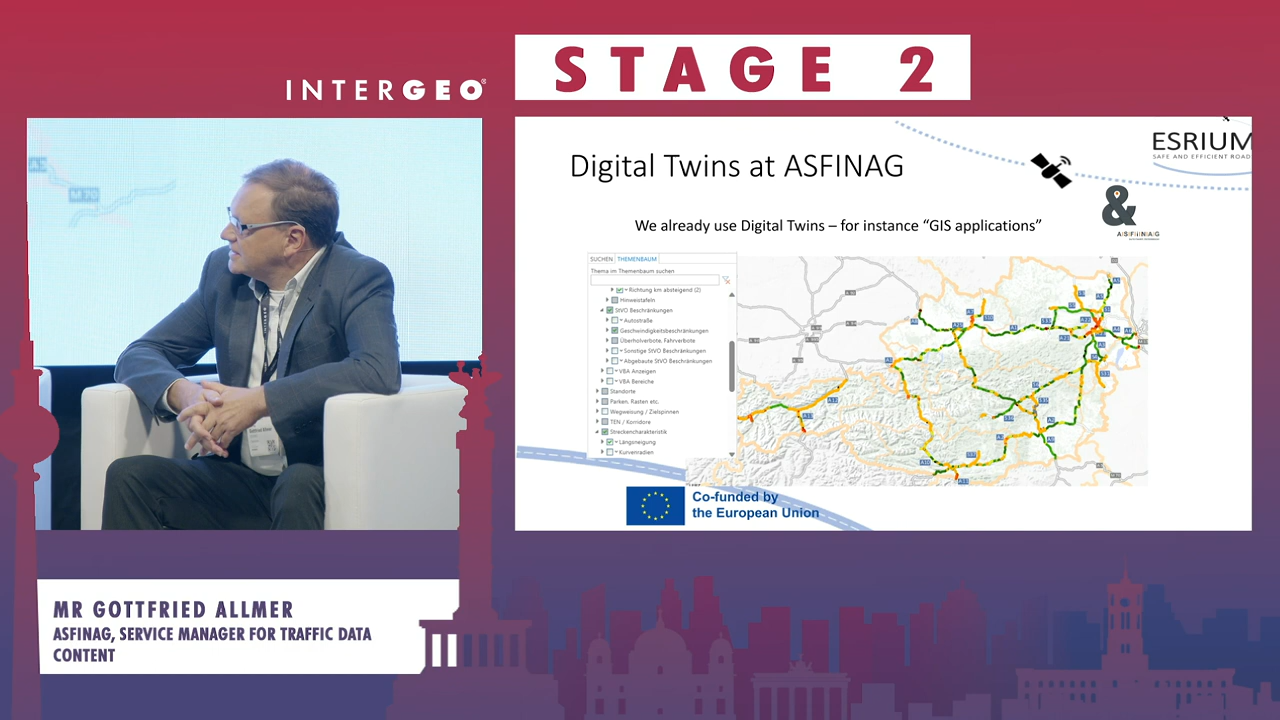 STAGE 2
INTERGEO®
ESRIUM
SAFE AND EFFICIENT ROAD
Digital Twins at ASFINAG
&
ASFINAG
We already use Digital Twins – for instance “GIS applications”
SUCHEN THEMENBAUM
Thema im Themenbaum suchen
Richtung km absteigend (2)
Hinweistafeln
StVO Beschränkungen
Autostraße
Geschwindigkeitsbeschränkungen
Überholverbote, Fahrverbote
Sonstige StVO Beschränkungen
Abgebaute StVO Beschränkungen
VBA Anzeigen
VBA Bereiche
Standorte
Parken, Rasten etc.
Wegweisung / Zielspinnen
TEN / Korridore
Streckencharakteristik
Längsneigung
Kurvenradien
Co-funded by
the European Union
M 70
MR GOTTFRIED ALLMER
ASFINAG, SERVICE MANAGER FOR TRAFFIC DATA
CONTENT